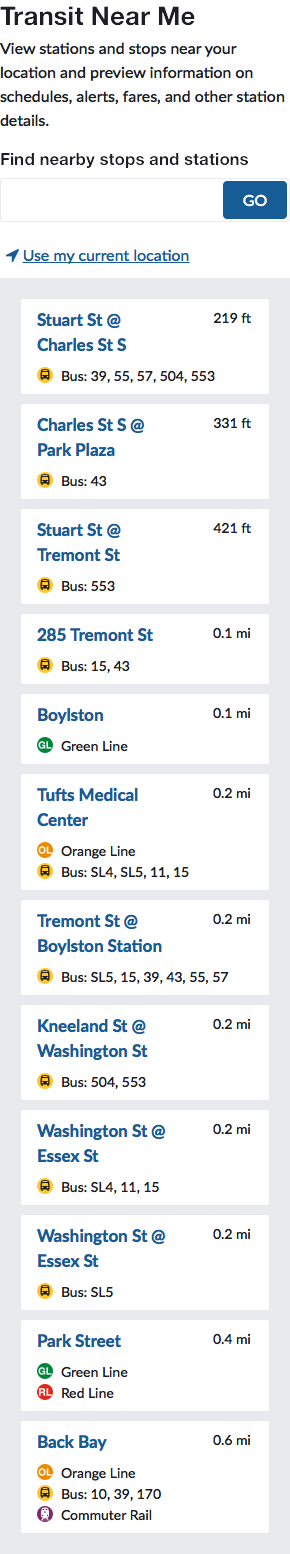 Transit Near Me
View stations and stops near your
location and preview information on
schedules, alerts, fares, and other station
details.
Find nearby stops and stations
GO
Use my current location
Stuart St @ 219 ft
Charles St S
Bus: 39, 55, 57, 504, 553
Charles St S @ 331 ft
Park Plaza
Bus: 43
Stuart St @ 421 ft
Tremont St
Bus: 553
285 Tremont St 0.1 mi
Bus: 15, 43
Boylston 0.1 mi
GL Green Line
Tufts Medical 0.2 mi
Center
OL Orange Line
Bus: SL4, SL5, 11, 15
Tremont St @ 0.2 mi
Boylston Station
Bus: SL5, 15, 39, 43, 55, 57
Kneeland St @ 0.2 mi
Washington St
Bus: 504, 553
Washington St @ 0.2 mi
Essex St
Bus: SL4, 11, 15
Washington St @ 0.2 mi
Essex St
Bus: SL5
Park Street 0.4 mi
GL Green Line
RL Red Line
Back Bay 0.6 mi
OL Orange Line
Bus: 10, 39, 170
Commuter Rail